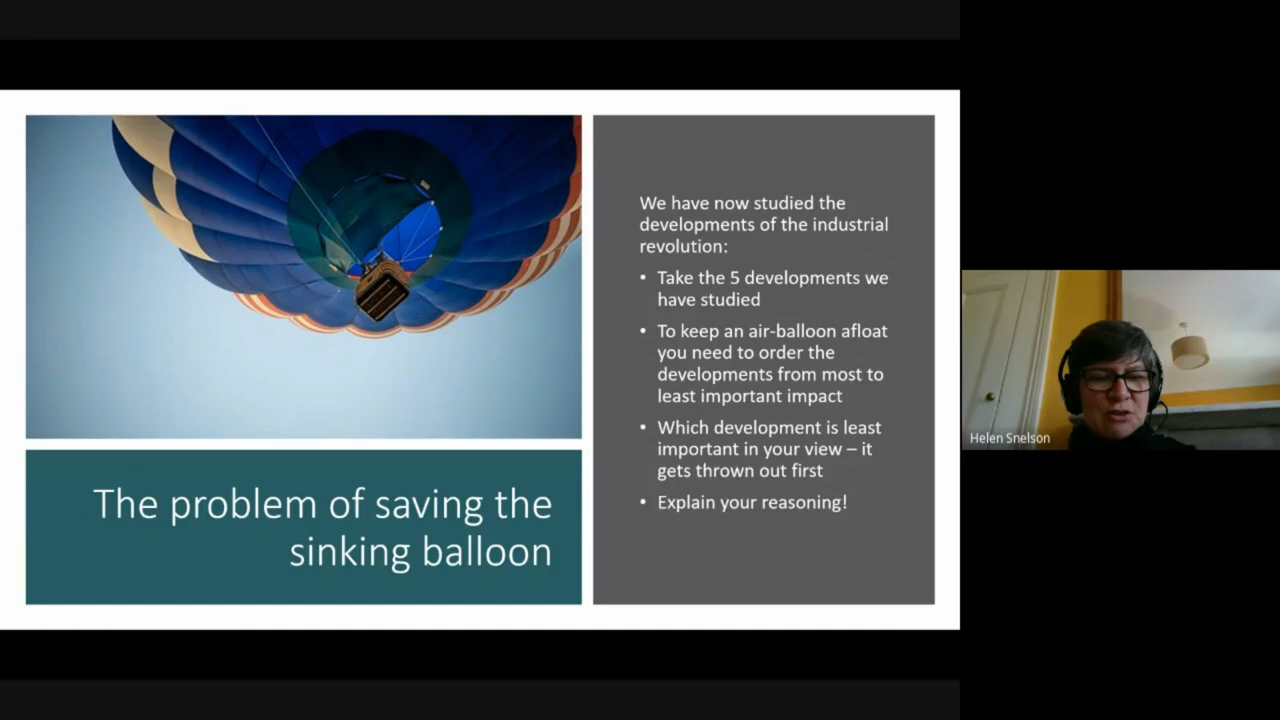 We have now studied the
developments of the industrial
revolution:
• Take the 5 developments we
have studied
• To keep an air-balloon afloat
you need to order the
developments from most to
least important impact
• Which development is least
important in your view – it
gets thrown out first
• Explain your reasoning!
The problem of saving the
sinking balloon
Helen Snelson